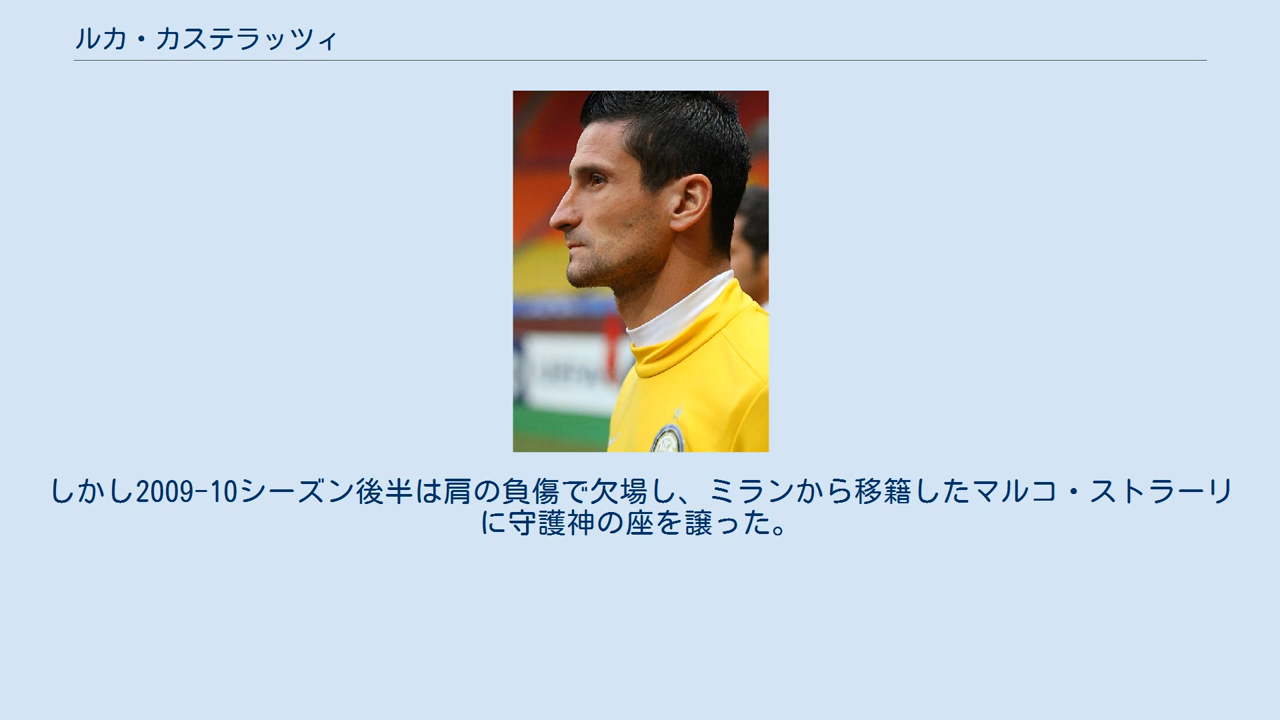 ルカ・カステラッツィ
しかし2009-10シーズン後半は肩の負傷で欠場し、ミランから移籍したマルコ・ストラーリ
に守護神の座を譲った。